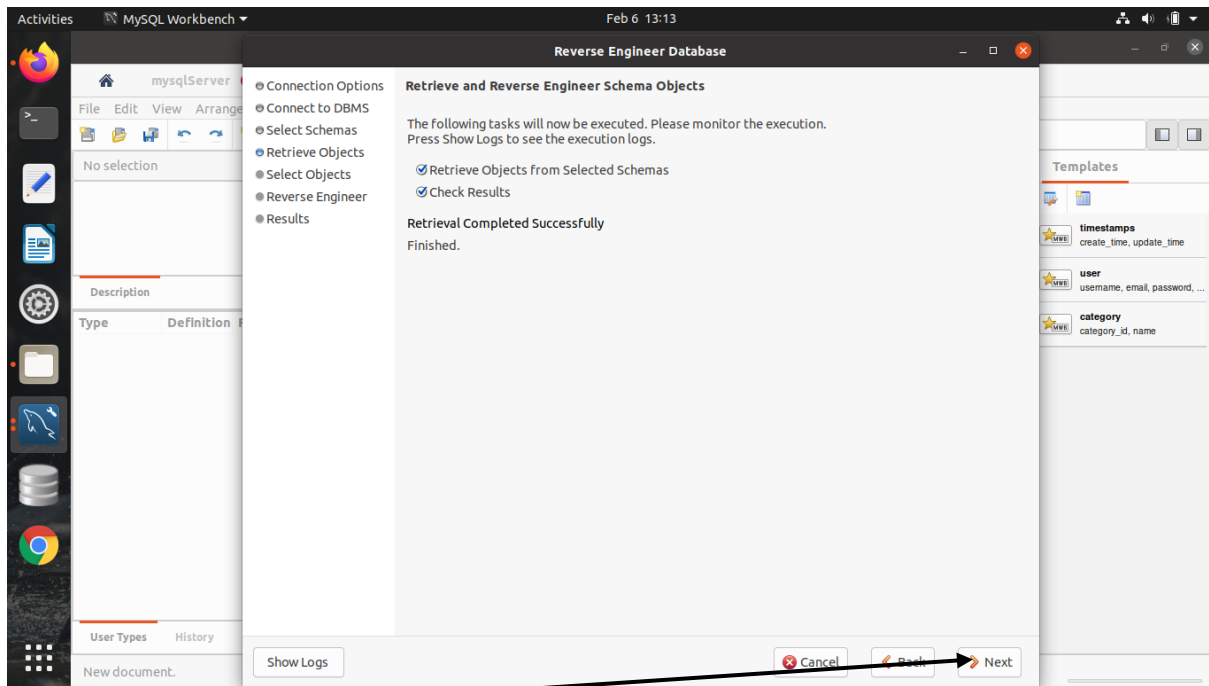 Activities
MySQL Workbench
Feb 6 13:13
Reverse Engineer Database
mysqlServer
File Edit View Arrange
No selection
Description
Type Definition F
User Types History
New document.
Connection Options
Connect to DBMS
Select Schemas
Retrieve Objects
Select Objects
Reverse Engineer
Results
Retrieve and Reverse Engineer Schema Objects
The following tasks will now be executed. Please monitor the execution.
Press Show Logs to see the execution logs.
Retrieve Objects from Selected Schemas
Check Results
Retrieval Completed Successfully
Finished.
Show Logs
Cancel
Back
Next
Templates
MWB
timestamps
create_time, update_time
MWB
user
username, email, password, ...
MWB
category
category_id, name